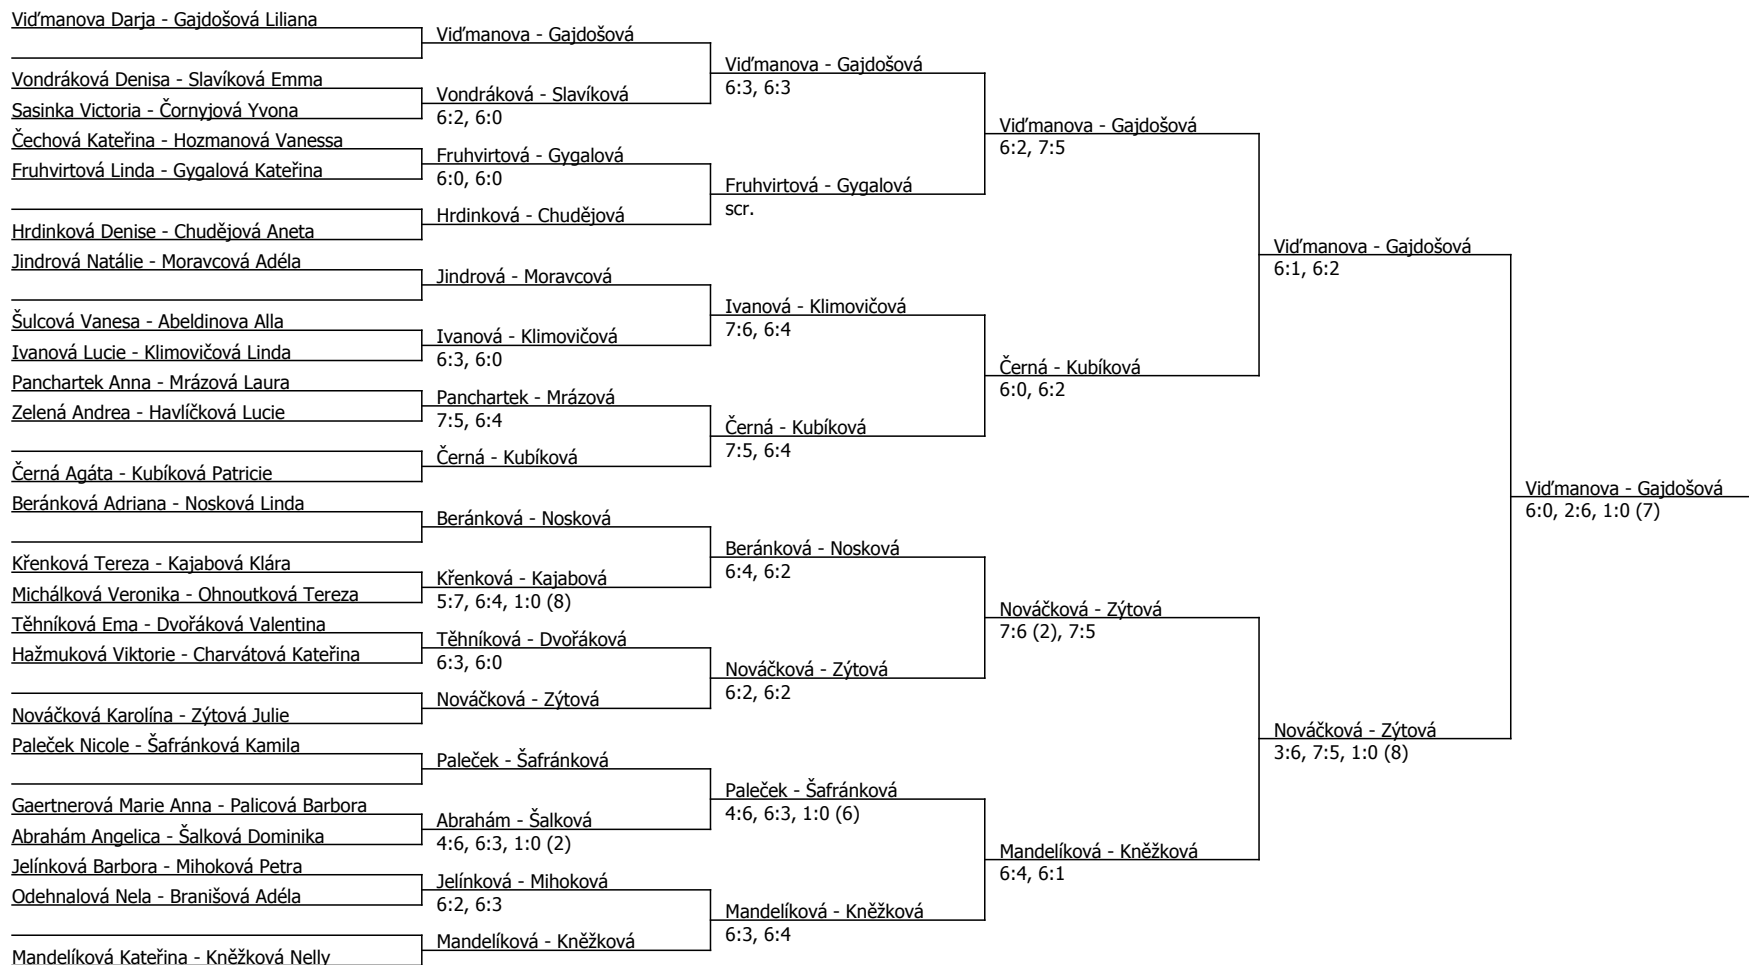 Viďmanova Darja - Gajdošová Liliana
Vondráková Denisa - Slavíková Emma
Sasinka Victoria - Čornyjová Yvona
Čechová Kateřina - Hozmanová Vanessa
Fruhvirtová Linda - Gygalová Kateřina
Hrdinková Denise - Chudějová Aneta
Jindrová Natálie - Moravcová Adéla
Šulcová Vanesa - Abeldinova Alla
Ivanová Lucie - Klimovičová Linda
Panchartek Anna - Mrázová Laura
Zelená Andrea - Havlíčková Lucie
Černá Agáta - Kubíková Patricie
Beránková Adriana - Nosková Linda
Křenková Tereza - Kajabová Klára
Michálková Veronika - Ohnoutková Tereza
Těhníková Ema - Dvořáková Valentina
Hažmuková Viktorie - Charvátová Kateřina
Nováčková Karolína - Zýtová Julie
Paleček Nicole - Šafránková Kamila
Gaertnerová Marie Anna - Palicová Barbora
Abrahám Angelica - Šalková Dominika
Jelínková Barbora - Mihoková Petra
Odehnalová Nela - Branišová Adéla
Mandelíková Kateřina - Kněžková Nelly
Viďmanova - Gajdošová
Vondráková - Slavíková
6:2, 6:0
Fruhvirtová - Gygalová
6:0, 6:0
Hrdinková - Chudějová
Jindrová - Moravcová
Ivanová - Klimovičová
6:3, 6:0
Panchartek - Mrázová
7:5, 6:4
Černá - Kubíková
Beránková - Nosková
Křenková - Kajabová
5:7, 6:4, 1:0 (8)
Těhníková - Dvořáková
6:3, 6:0
Nováčková - Zýtová
Paleček - Šafránková
Abrahám - Šalková
4:6, 6:3, 1:0 (2)
Jelínková - Mihoková
6:2, 6:3
Mandelíková - Kněžková
Viďmanova - Gajdošová
6:3, 6:3
Fruhvirtová - Gygalová
scr.
Ivanová - Klimovičová
7:6, 6:4
Černá - Kubíková
7:5, 6:4
Beránková - Nosková
6:4, 6:2
Nováčková - Zýtová
6:2, 6:2
Paleček - Šafránková
4:6, 6:3, 1:0 (6)
Mandelíková - Kněžková
6:3, 6:4
Viďmanova - Gajdošová
6:2, 7:5
Černá - Kubíková
6:0, 6:2
Nováčková - Zýtová
7:6 (2), 7:5
Mandelíková - Kněžková
6:4, 6:1
Viďmanova - Gajdošová
6:1, 6:2
Nováčková - Zýtová
3:6, 7:5, 1:0 (8)
Viďmanova - Gajdošová
6:0, 2:6, 1:0 (7)